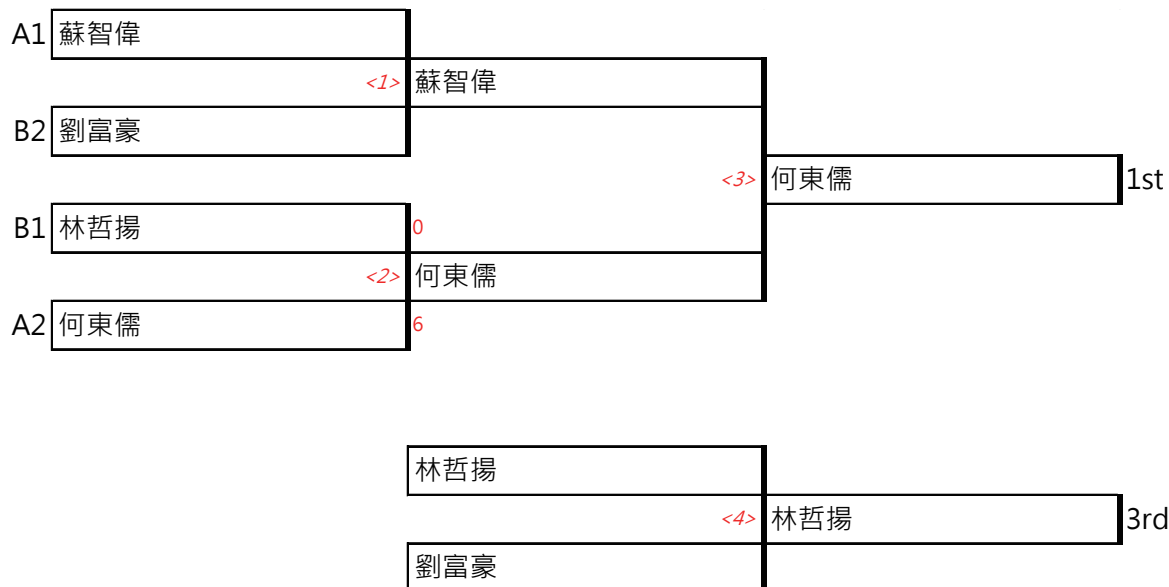 A1 蘇智偉
<1> 蘇智偉
B2 劉富豪
<3> 何東儒 1st
B1 林哲揚 0
<2> 何東儒
A2 何東儒 6
林哲揚
<4> 林哲揚 3rd
劉富豪